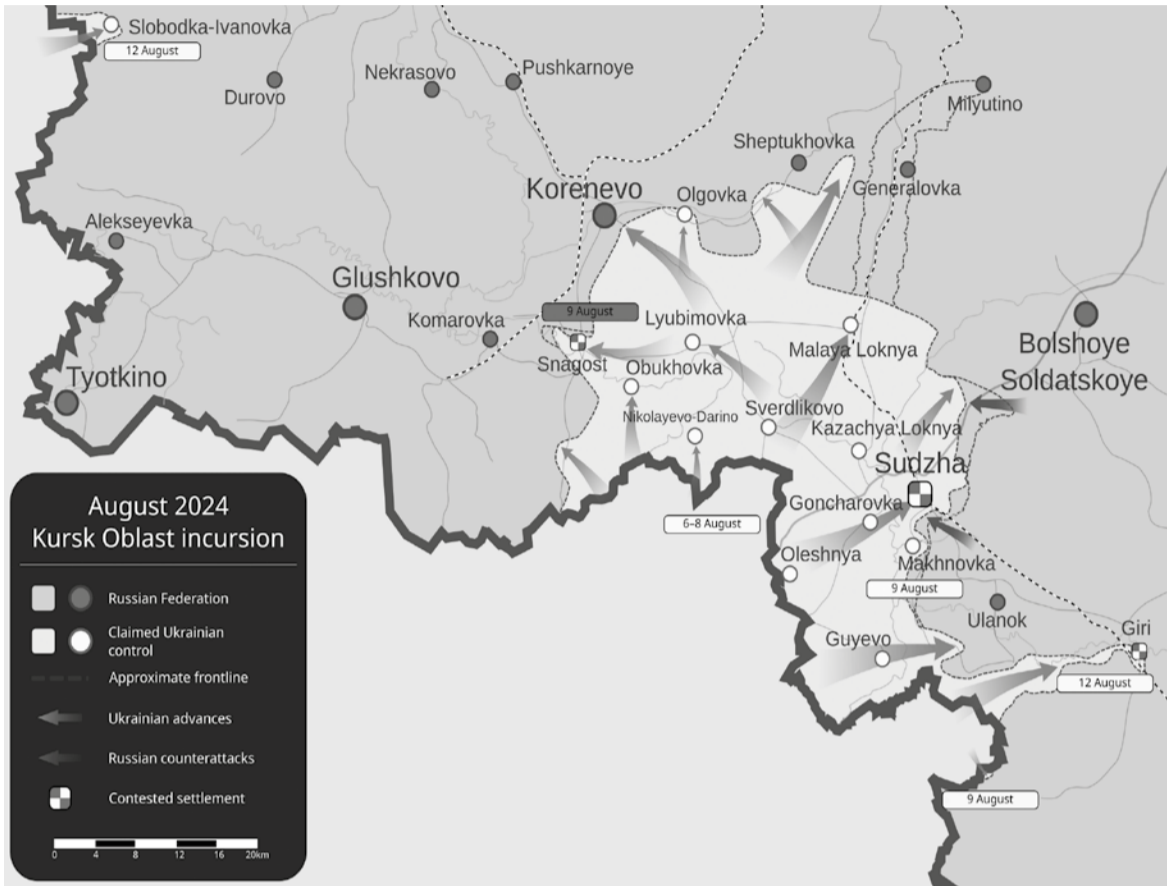 Slobodka-Ivanovka
12 August
Durovo
Nekrasovo
Pushkarnoye
Milyutino
Sheptukhovka
Generalovka
Korenevo
Olgovka
Alekseyevka
Glushkovo
9 August
Komarovka
Lyubimovka
Snagost
Malaya Loknya
Bolshoye
Soldatskoye
Obukhovka
Tyotkino
Nikolayevo-Darino
Sverdlikovo
Kazachya Loknya
Sudzha
Goncharovka
6–8 August
Oleshnya
Makhnovka
9 August
Ulanok
Guyevo
Giri
12 August
9 August
August 2024
Kursk Oblast incursion
Russian Federation
Claimed Ukrainian
control
Approximate frontline
Ukrainian advances
Russian counterattacks
Contested settlement
0 4 8 12 16 20km